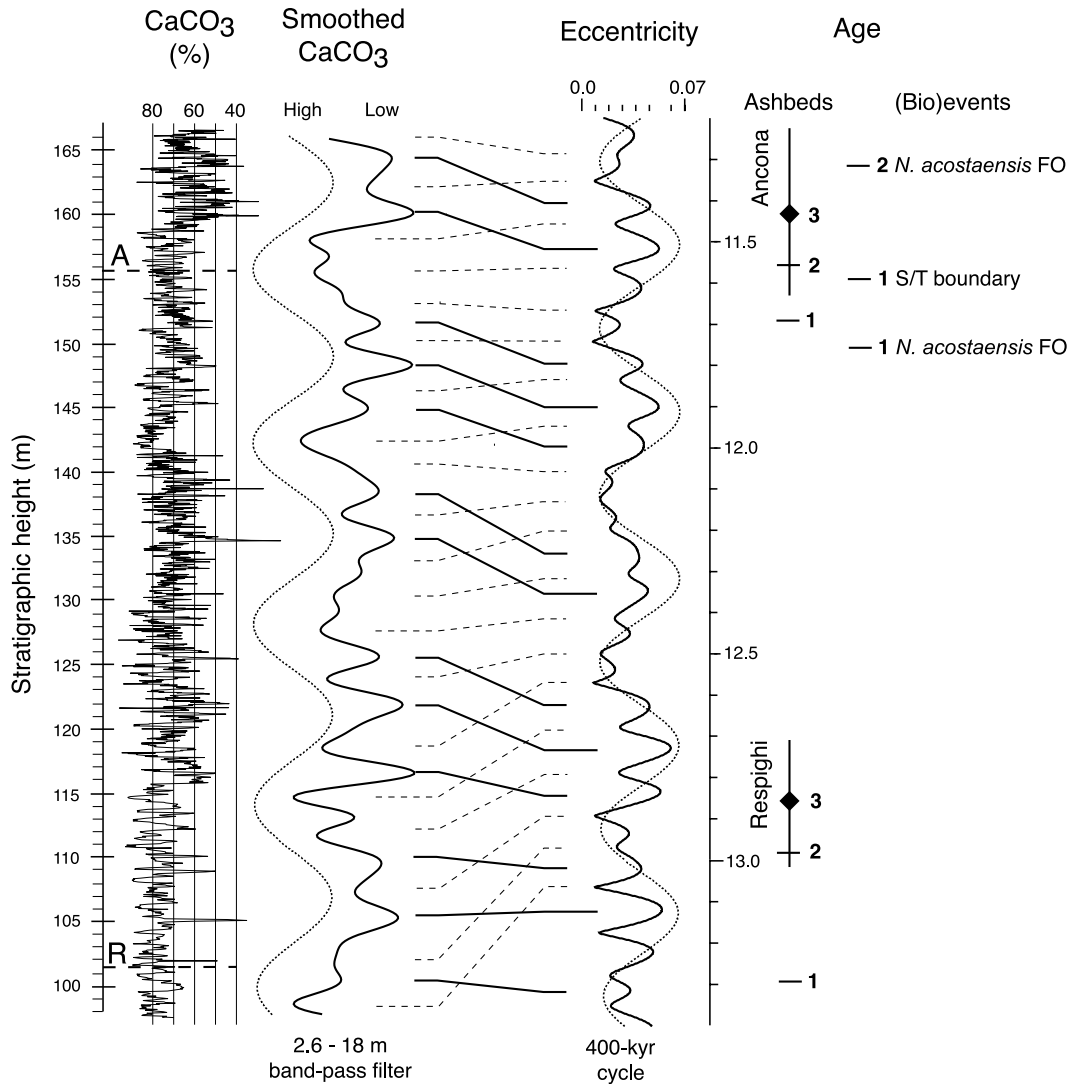 CaCO3
(%)
Smoothed
CaCO3
Eccentricity
Age
High
Low
0.0
0.07
Ashbeds
(Bio)events
80
60
40
165
160
155
150
145
140
135
130
125
120
115
110
105
100
Stratigraphic height (m)
A
R
11.5
12.0
12.5
13.0
Ancona
3
2
1
2 N. acostaensis FO
1 S/T boundary
1 N. acostaensis FO
Respighi
3
2
1
2.6 - 18 m
band-pass filter
400-kyr
cycle